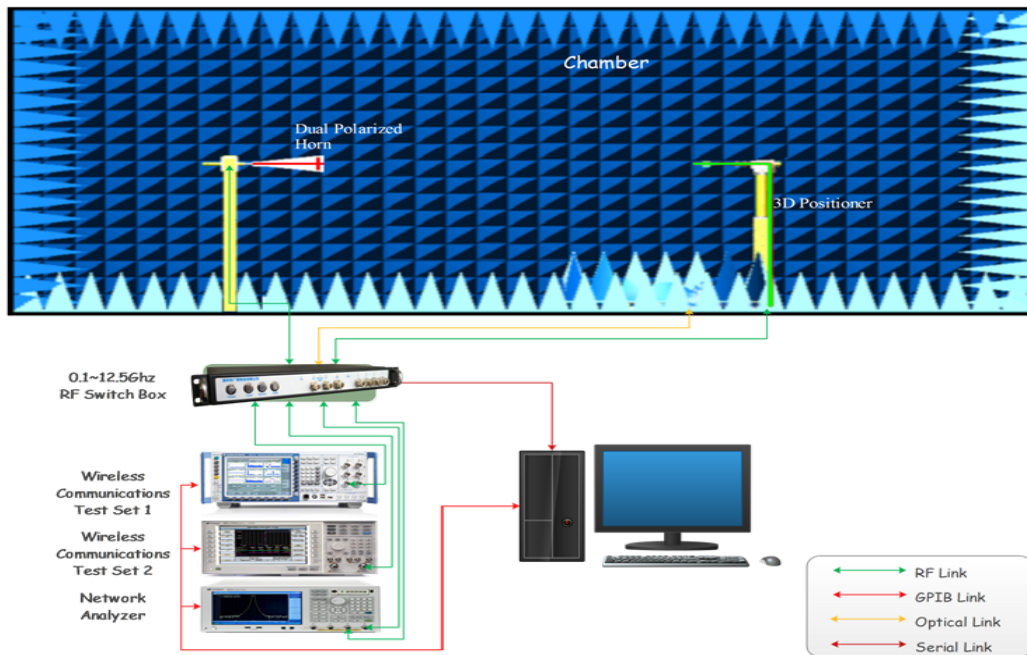 Chamber
Dual Polarized
Horn
3D Positioner
0.1~12.5Ghz
RF Switch Box
Wireless
Communications
Test Set 1
Wireless
Communications
Test Set 2
Network
Analyzer
RF Link
GPIB Link
Optical Link
Serial Link